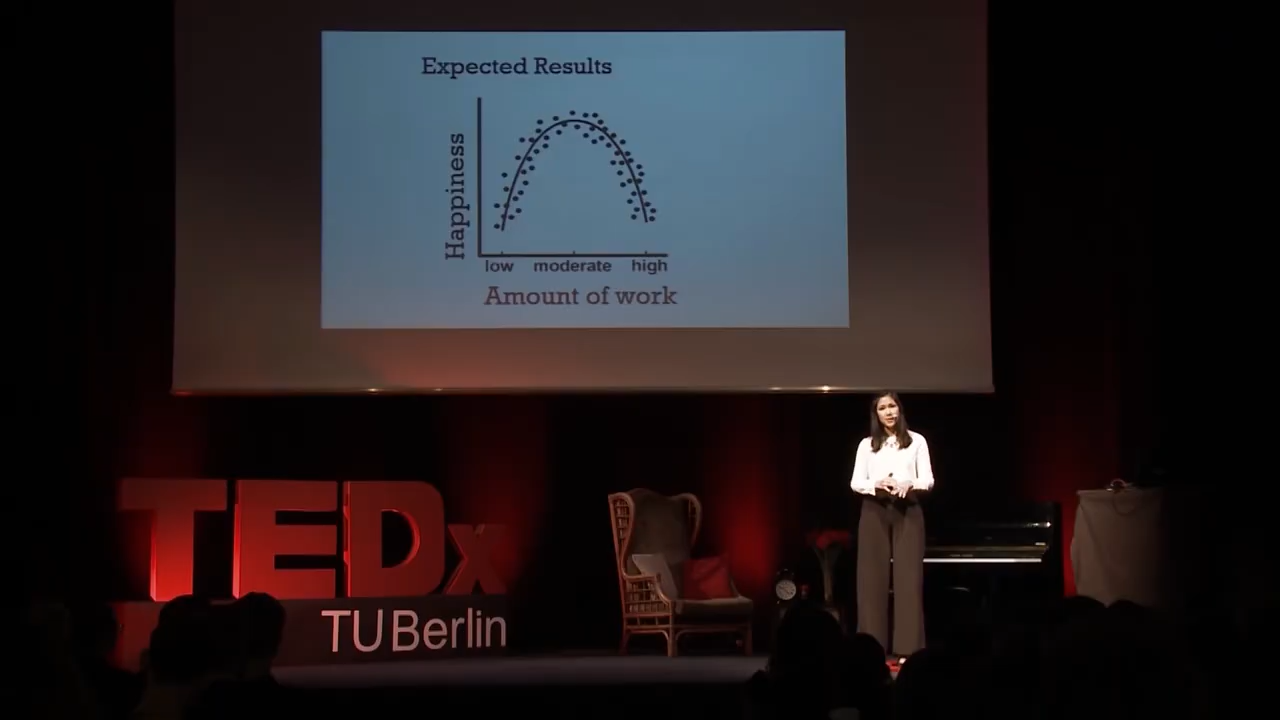 Expected Results
Happiness
low moderate high
Amount of work
TEDx
TU Berlin